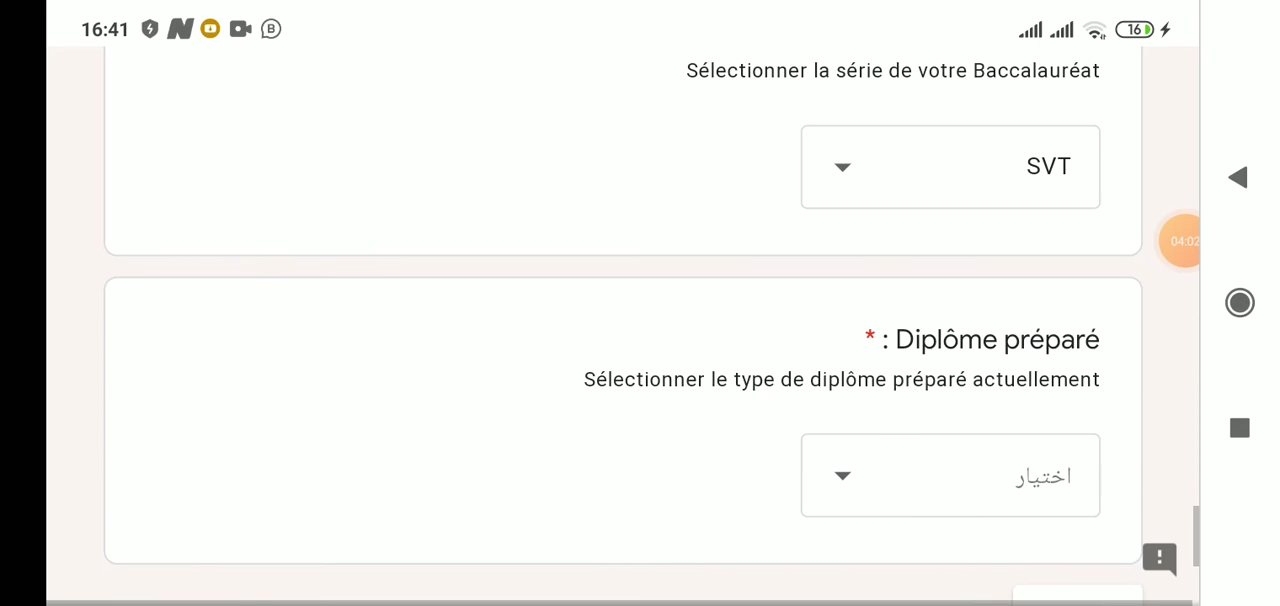 16:41
B
16
Sélectionner la série de votre Baccalauréat
SVT
04:02
* : Diplôme préparé
Sélectionner le type de diplôme préparé actuellement
اختيار